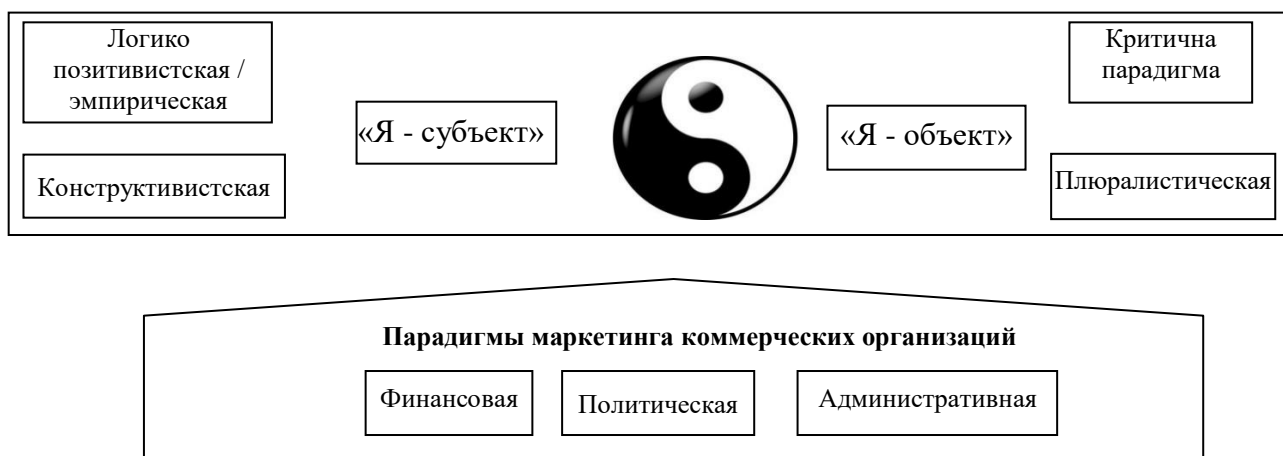 Логико
позитивистская /
эмпирическая
Конструктивистская
«Я - субъект»
«Я - объект»
Критична
парадигма
Плюралистическая
Парадигмы маркетинга коммерческих организаций
Финансовая
Политическая
Административная